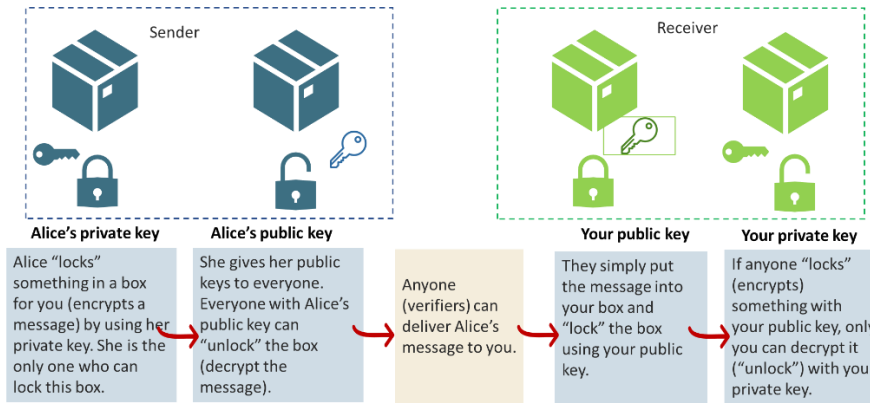 Sender
Receiver
Alice's private key
Alice's public key
Your public key
Your private key
Alice "locks"
something in a box
for you (encrypts a
message) by using her
private key. She is the
only one who can
lock this box.
She gives her public
keys to everyone.
Everyone with Alice's
public key can
"unlock" the box
(decrypt the
message).
Anyone
(verifiers) can
deliver Alice's
message to you.
They simply put
the message into
your box and
"lock" the box
using your public
key.
If anyone "locks"
(encrypts)
something with
your public key, only
you can decrypt it
("unlock") with you
private key.